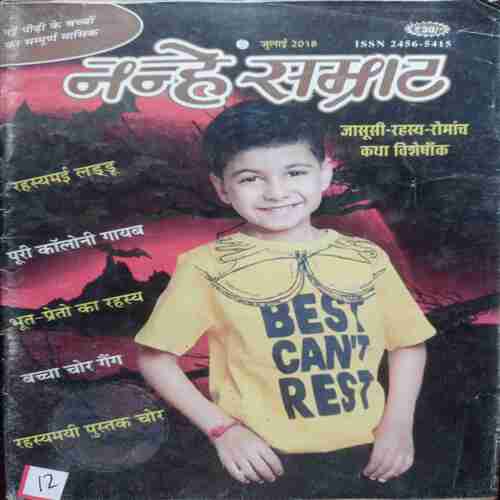 नई पीढ़ी के बच्चों
का सम्पूर्ण मासिक
जुलाई 2018
ISSN 2456-5415
नन्हे सम्राट
जासूसी-रहस्य-रोमांच
कथा विशेषाँक
रहस्यमई लड्डू
पूरी कॉलोनी गायब
भूत-प्रेतो का रहस्य
बच्चा चोर गैंग
रहस्यमयी पुस्तक चोर
BEST
CAN'T
REST
12